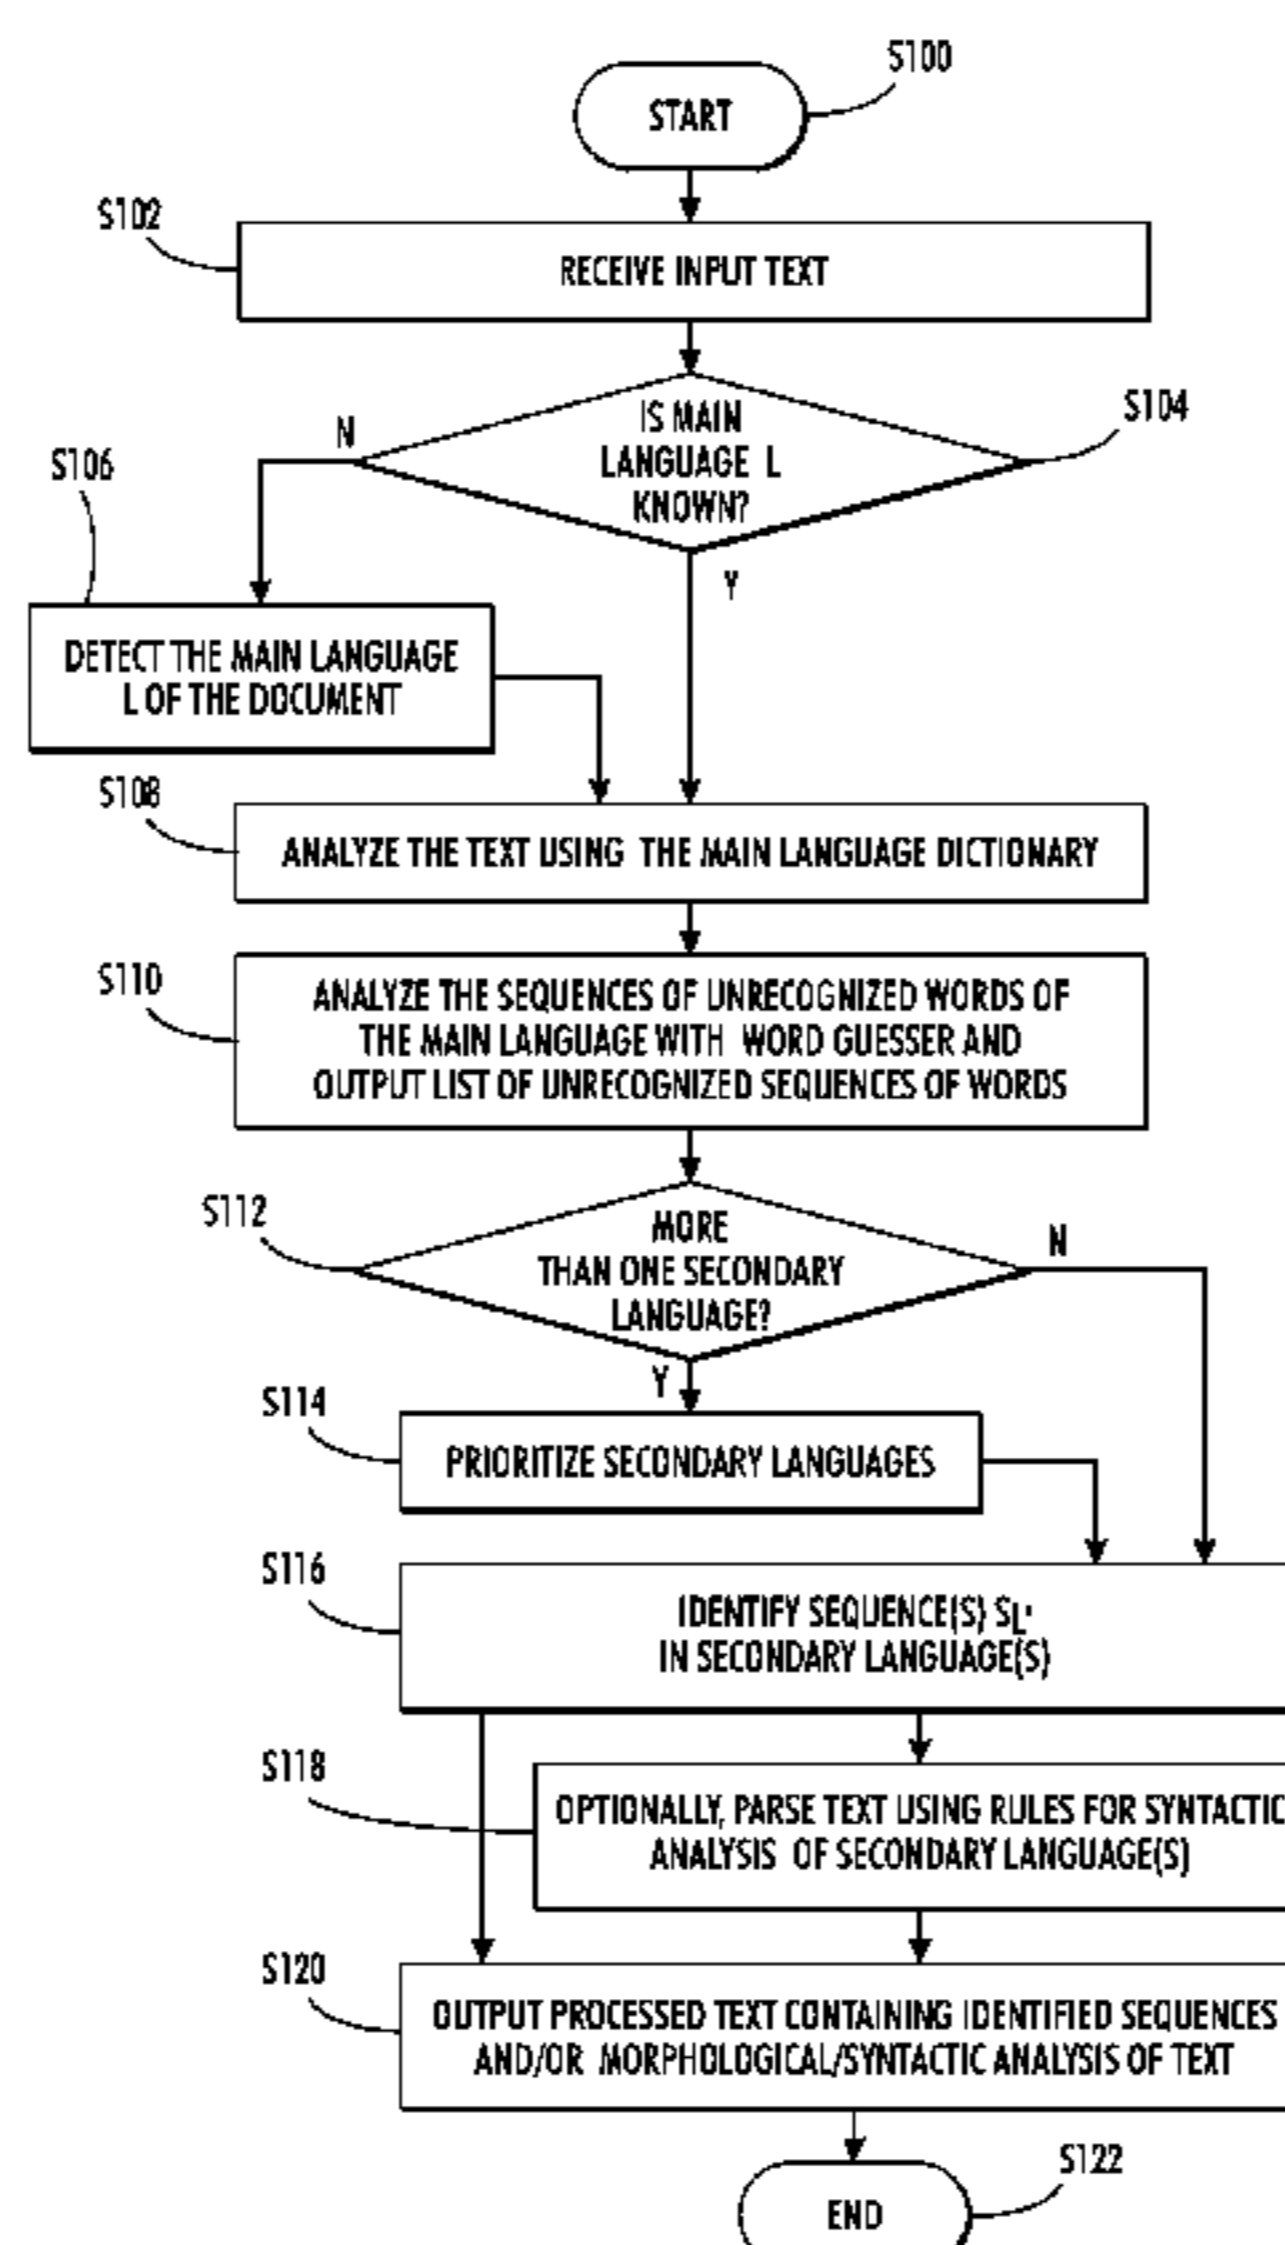 S100
START
S102
RECEIVE INPUT TEXT
S104
IS MAIN
LANGUAGE L
KNOWN?
N
Y
S106
DETECT THE MAIN LANGUAGE
L OF THE DOCUMENT
S108
ANALYZE THE TEXT USING THE MAIN LANGUAGE DICTIONARY
S110
ANALYZE THE SEQUENCES OF UNRECOGNIZED WORDS OF
THE MAIN LANGUAGE WITH WORD GUESSER AND
OUTPUT LIST OF UNRECOGNIZED SEQUENCES OF WORDS
S112
MORE
THAN ONE SECONDARY
LANGUAGE?
N
Y
S114
PRIORITIZE SECONDARY LANGUAGES
S116
IDENTIFY SEQUENCE(S) SL'
IN SECONDARY LANGUAGE(S)
S118
OPTIONALLY, PARSE TEXT USING RULES FOR SYNTACTIC
ANALYSIS OF SECONDARY LANGUAGE(S)
S120
OUTPUT PROCESSED TEXT CONTAINING IDENTIFIED SEQUENCES
AND/OR MORPHOLOGICAL/SYNTACTIC ANALYSIS OF TEXT
S122
END